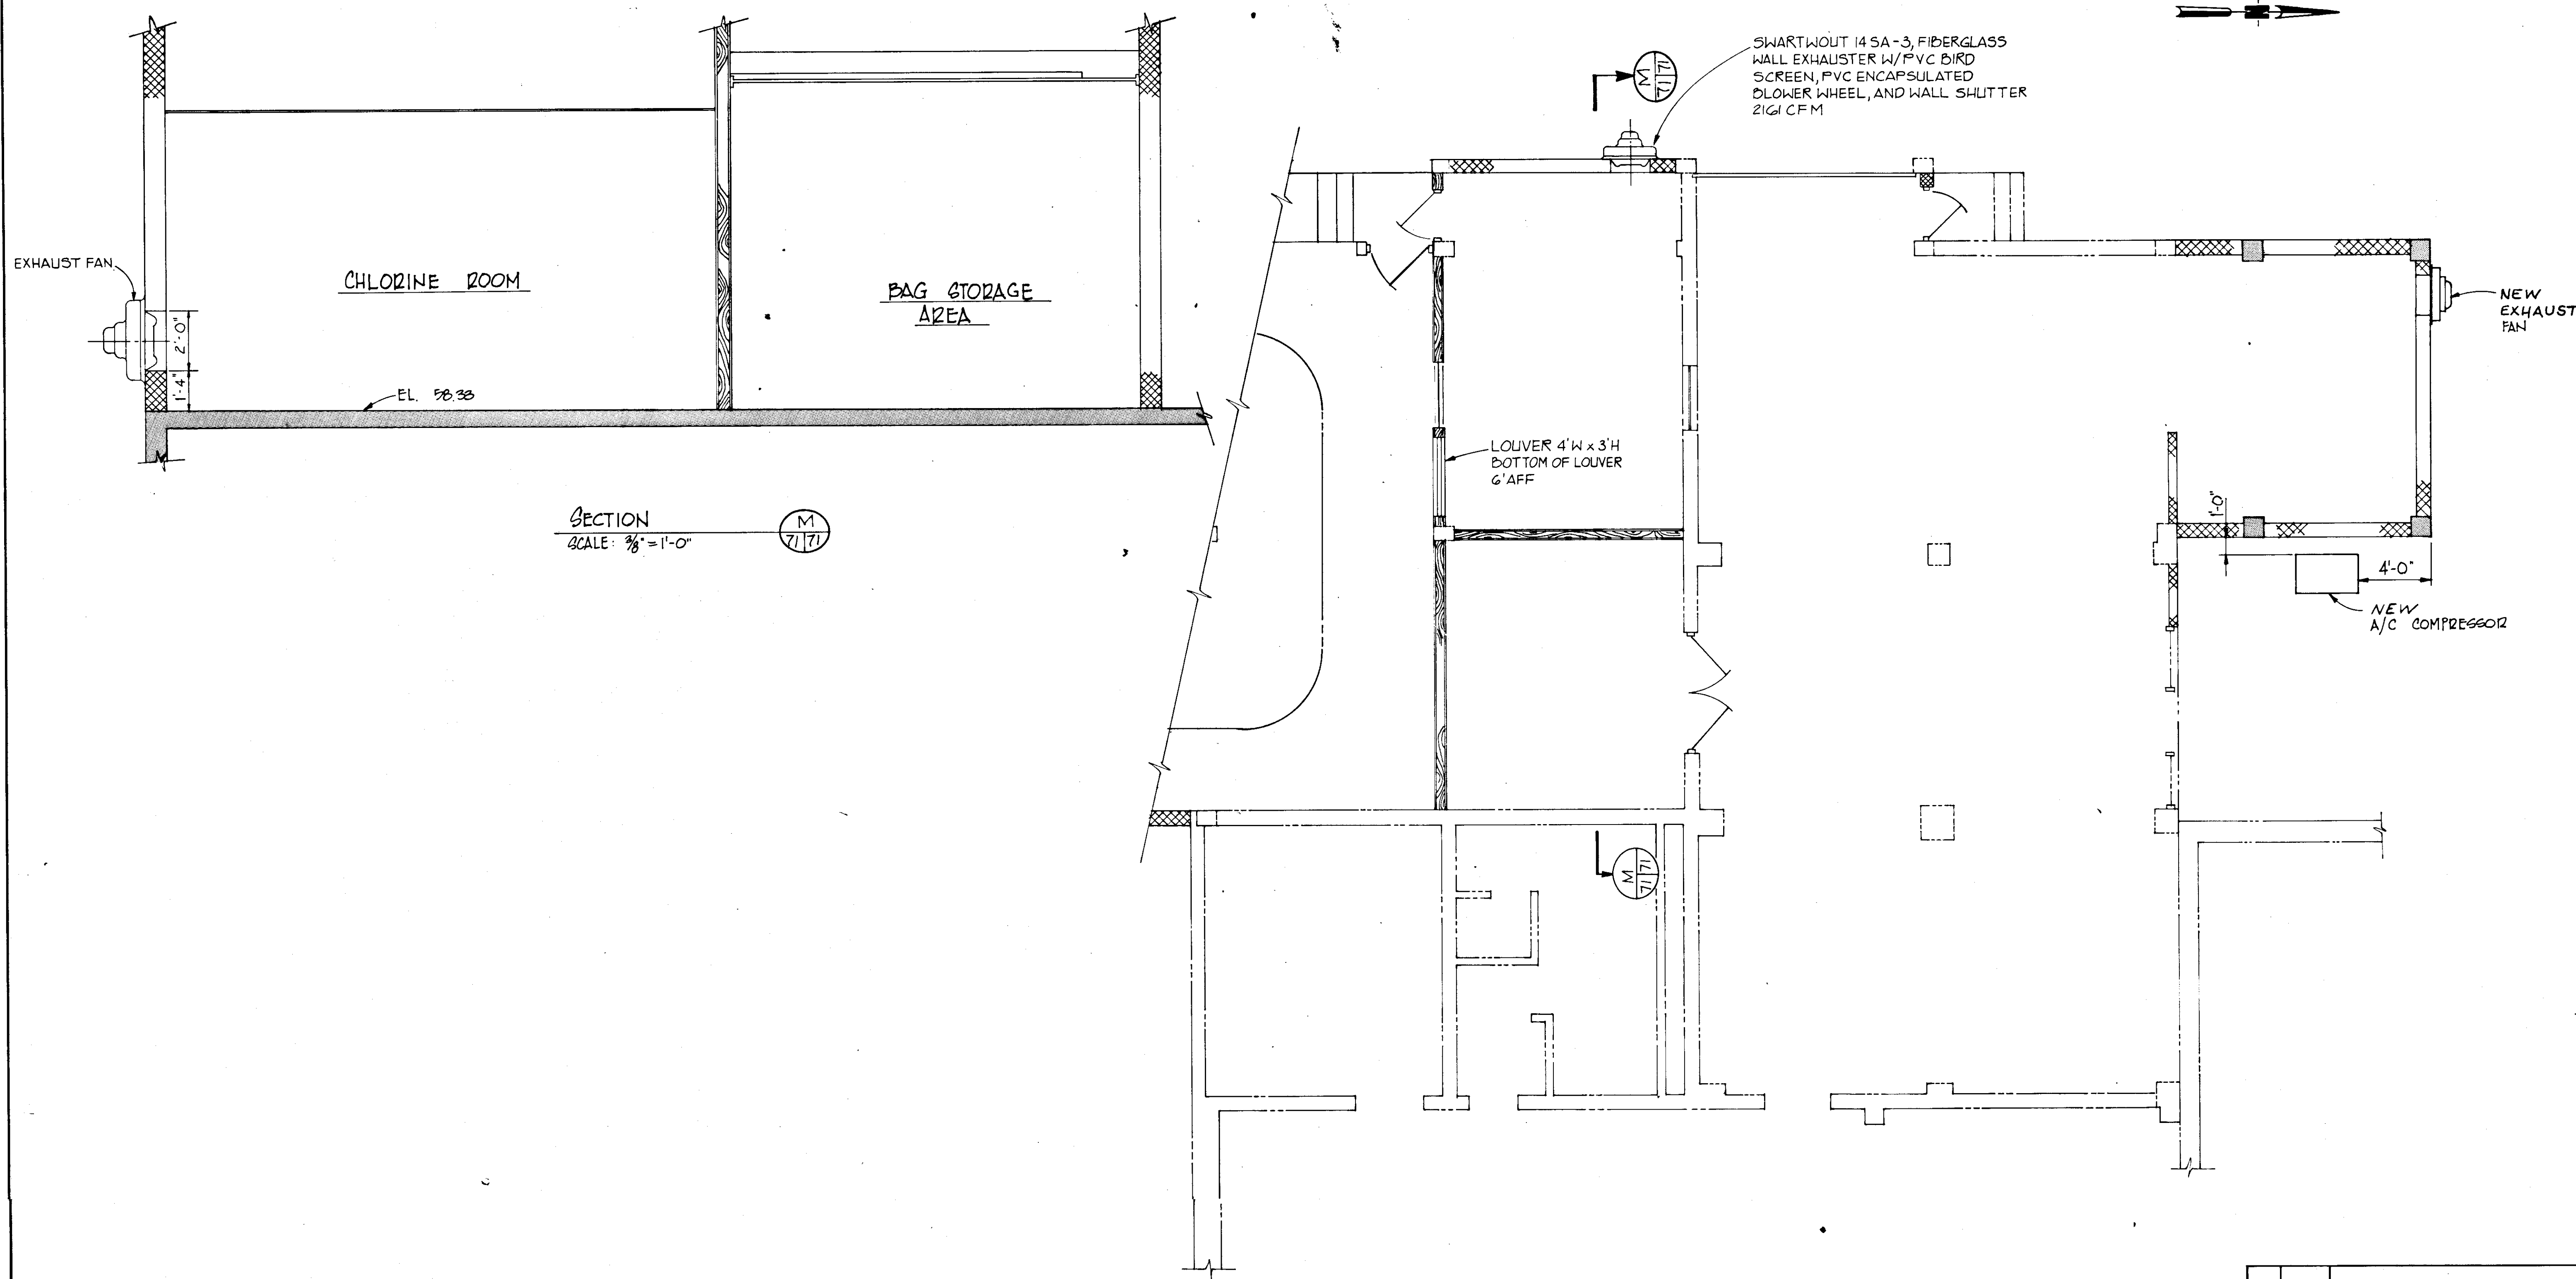 EXHAUST FAN
CHLORINE ROOM
BAG STORAGE
AREA
2'-0"
1'-4"
EL. 58.38
SECTION
SCALE: 3/8" = 1'-0"
M
71 71
M
71 71
SWARTWOUT 14 SA-3, FIBERGLASS
WALL EXHAUSTER W/PVC BIRD
SCREEN, PVC ENCAPSULATED
BLOWER WHEEL, AND WALL SHUTTER
2161 CFM
NEW
EXHAUST
FAN
LOUVER 4'W x 3'H
BOTTOM OF LOUVER
6'AFF
1'-0"
4'-0"
NEW
A/C COMPRESSOR
M
71 71